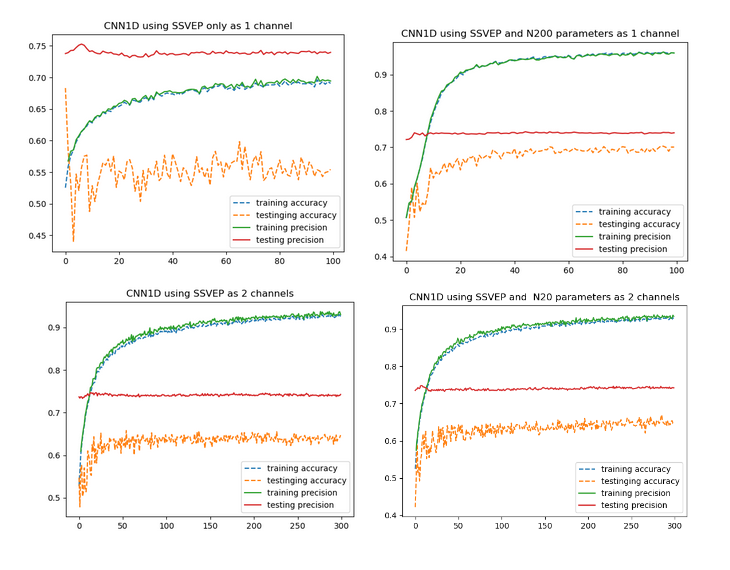 CNN1D using SSVEP only as 1 channel
0.75
0.70
0.65
0.60
0.55
0.50
0.45
0 20 40 60 80 100
training accuracy
testinging accuracy
training precision
testing precision
CNN1D using SSVEP and N200 parameters as 1 channel
0.9
0.8
0.7
0.6
0.5
0.4
0 20 40 60 80 100
training accuracy
testinging accuracy
training precision
testing precision
CNN1D using SSVEP as 2 channels
0.9
0.8
0.7
0.6
0.5
0 50 100 150 200 250 300
training accuracy
testinging accuracy
training precision
testing precision
CNN1D using SSVEP and N20 parameters as 2 channels
0.9
0.8
0.7
0.6
0.5
0.4
0 50 100 150 200 250 300
training accuracy
testinging accuracy
training precision
testing precision